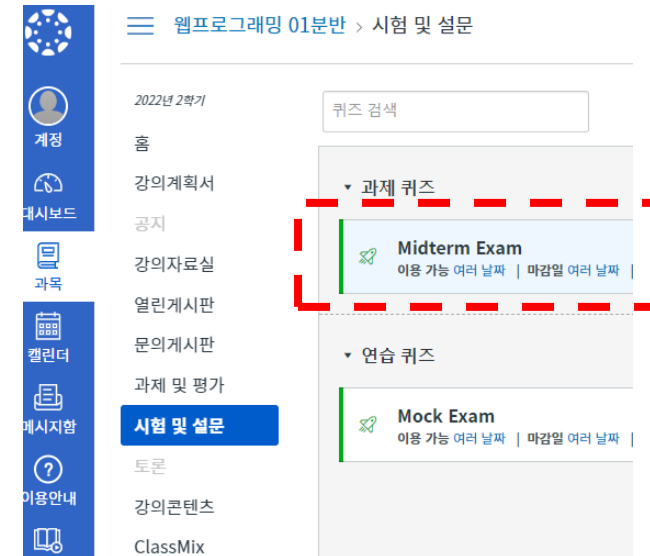 웹프로그래밍 01분반 › 시험 및 설문
계정
대시보드
과목
캘린더
메시지함
이용안내
2022년 2학기
홈
강의계획서
공지
강의자료실
열린게시판
문의게시판
과제 및 평가
시험 및 설문
토론
강의콘텐츠
ClassMix
퀴즈 검색
과제 퀴즈
Midterm Exam
이용 가능 여러 날짜 | 마감일 여러 날짜 |
연습 퀴즈
Mock Exam
이용 가능 여러 날짜 | 마감일 여러 날짜 |